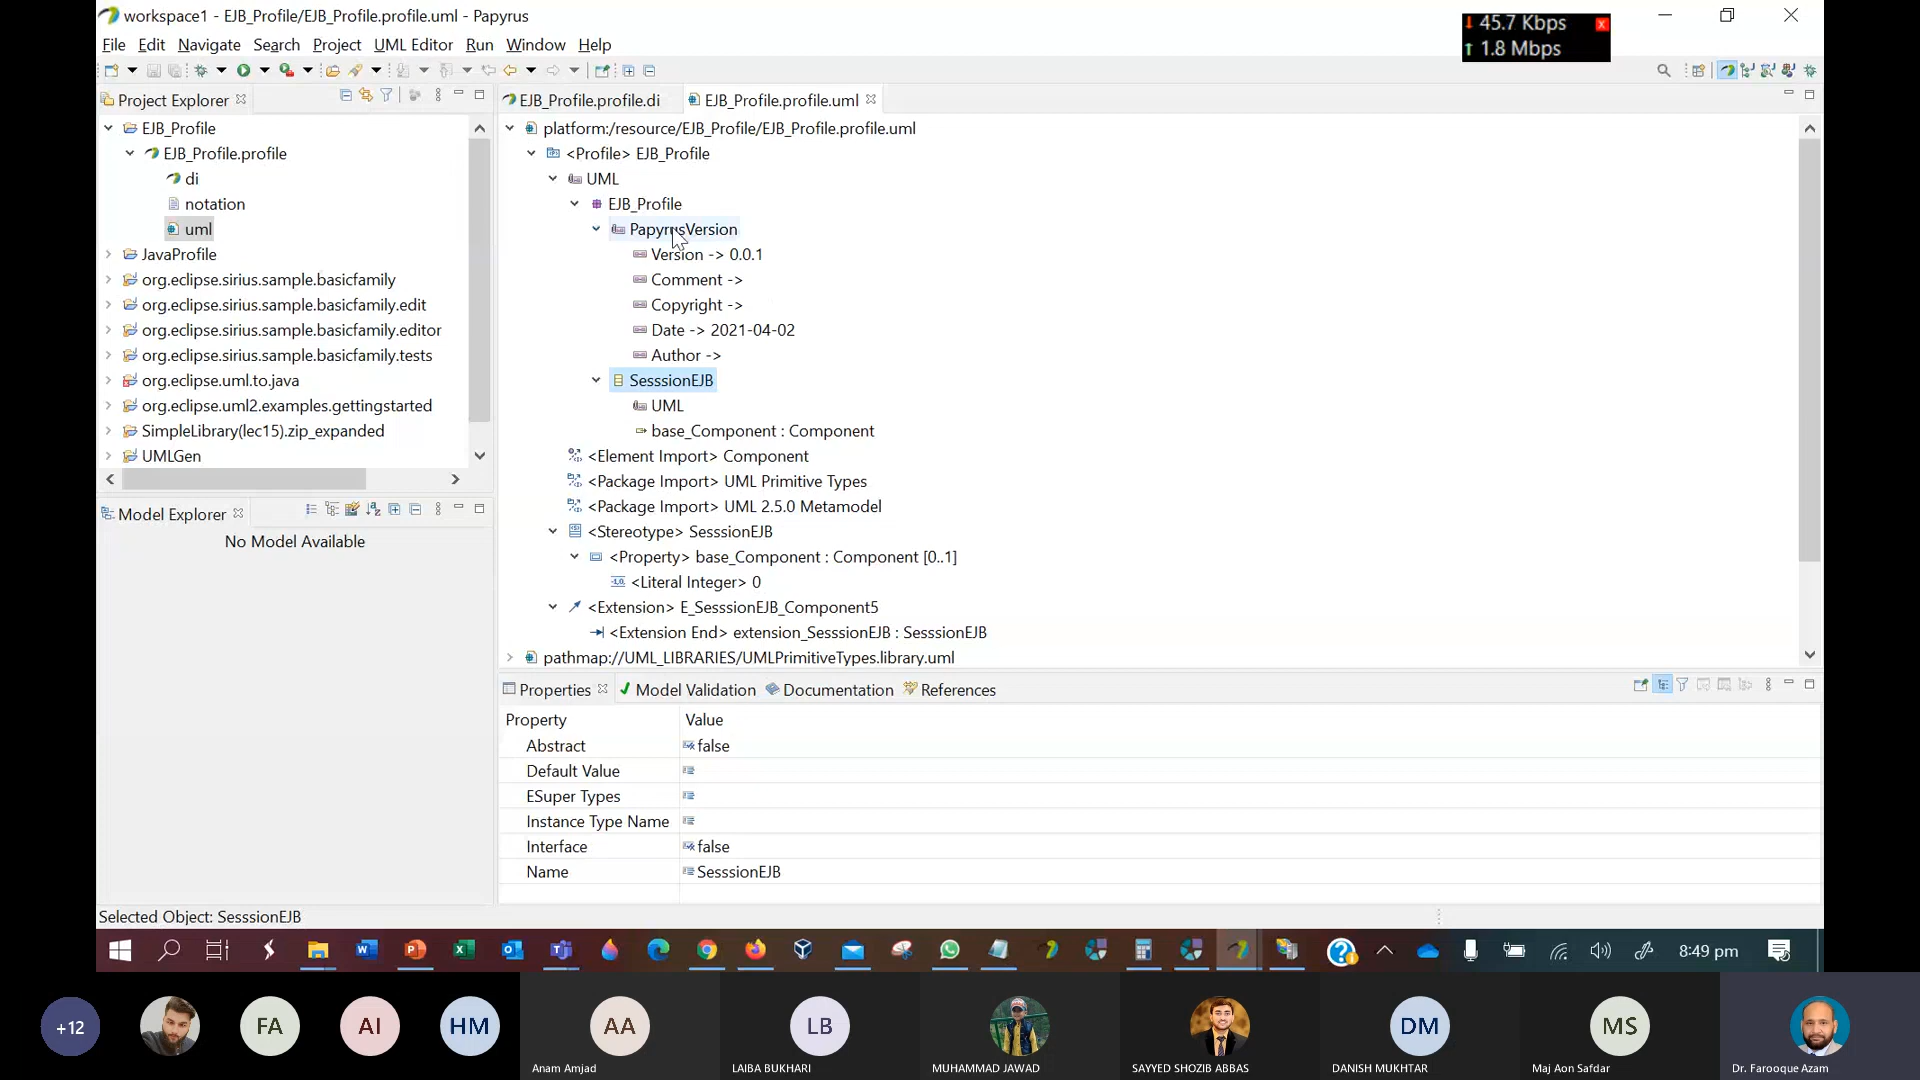 workspace1 - EJB_Profile/EJB_Profile.profile.uml - Papyrus
45.7 Kbps
1.8 Mbps
File Edit Navigate Search Project UML Editor Run Window Help
Project Explorer
EJB_Profile
EJB_Profile.profile
di
notation
uml
JavaProfile
org.eclipse.sirius.sample.basicfamily
org.eclipse.sirius.sample.basicfamily.edit
org.eclipse.sirius.sample.basicfamily.editor
org.eclipse.sirius.sample.basicfamily.tests
org.eclipse.uml.to.java
org.eclipse.uml2.examples.gettingstarted
SimpleLibrary(lec15).zip_expanded
UMLGen
Model Explorer
No Model Available
EJB_Profile.profile.di EJB_Profile.profile.uml
platform:/resource/EJB_Profile/EJB_Profile.profile.uml
<Profile> EJB_Profile
UML
EJB_Profile
PapyrusVersion
Version -> 0.0.1
Comment ->
Copyright ->
Date -> 2021-04-02
Author ->
SesssionEJB
UML
base_Component : Component
<Element Import> Component
<Package Import> UML Primitive Types
<Package Import> UML 2.5.0 Metamodel
<Stereotype> SesssionEJB
<Property> base_Component : Component [0..1]
<Literal Integer> 0
<Extension> E_SesssionEJB_Component5
<Extension End> extension_SesssionEJB : SesssionEJB
pathmap://UML_LIBRARIES/UMLPrimitiveTypes.library.uml
Properties Model Validation Documentation References
Property Value
Abstract false
Default Value
ESuper Types
Instance Type Name
Interface false
Name SesssionEJB
Selected Object: SesssionEJB
8:49 pm
+12 FA AI HM AA LB DM MS
Anam Amjad LAIBA BUKHARI MUHAMMAD JAWAD SAYYED SHOZIB ABBAS DANISH MUKHTAR Maj Aon Safdar Dr. Farooque Azam